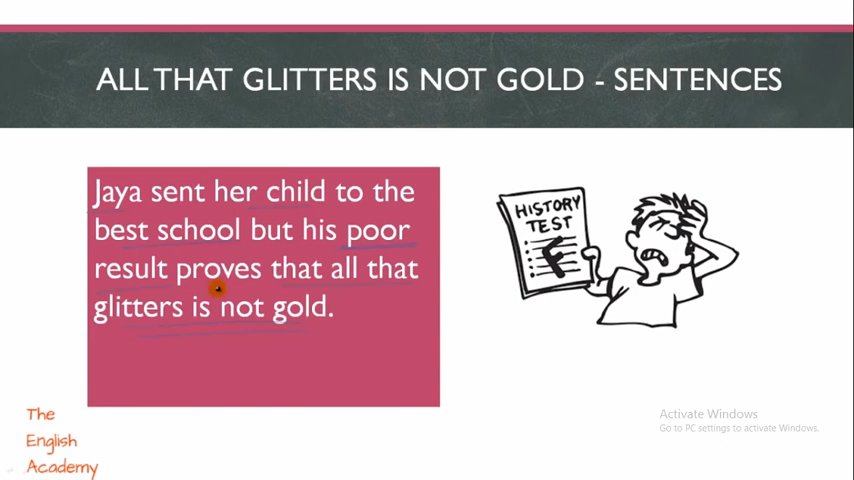 ALL THAT GLITTERS IS NOT GOLD - SENTENCES
Jaya sent her child to the
best school but his poor
result proves that all that
glitters is not gold.
HISTORY
TEST
F
Activate Windows
Go to PC settings to activate Windows.
The
English
Academy